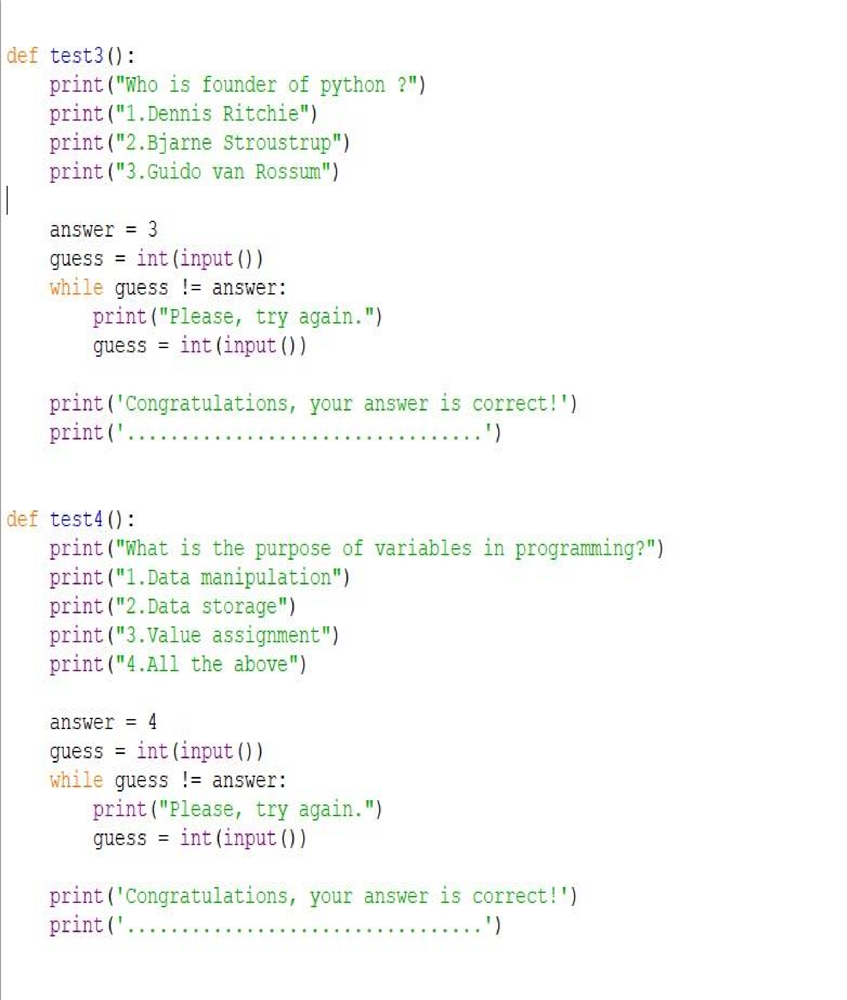 def test3():
    print("Who is founder of python ?")
    print("1.Dennis Ritchie")
    print("2.Bjarne Stroustrup")
    print("3.Guido van Rossum")
    answer = 3
    guess = int(input())
    while guess != answer:
        print("Please, try again.")
        guess = int(input())
    print('Congratulations, your answer is correct!')
    print('.................................')
def test4():
    print("What is the purpose of variables in programming?")
    print("1.Data manipulation")
    print("2.Data storage")
    print("3.Value assignment")
    print("4.All the above")
    answer = 4
    guess = int(input())
    while guess != answer:
        print("Please, try again.")
        guess = int(input())
    print('Congratulations, your answer is correct!')
    print('.................................')